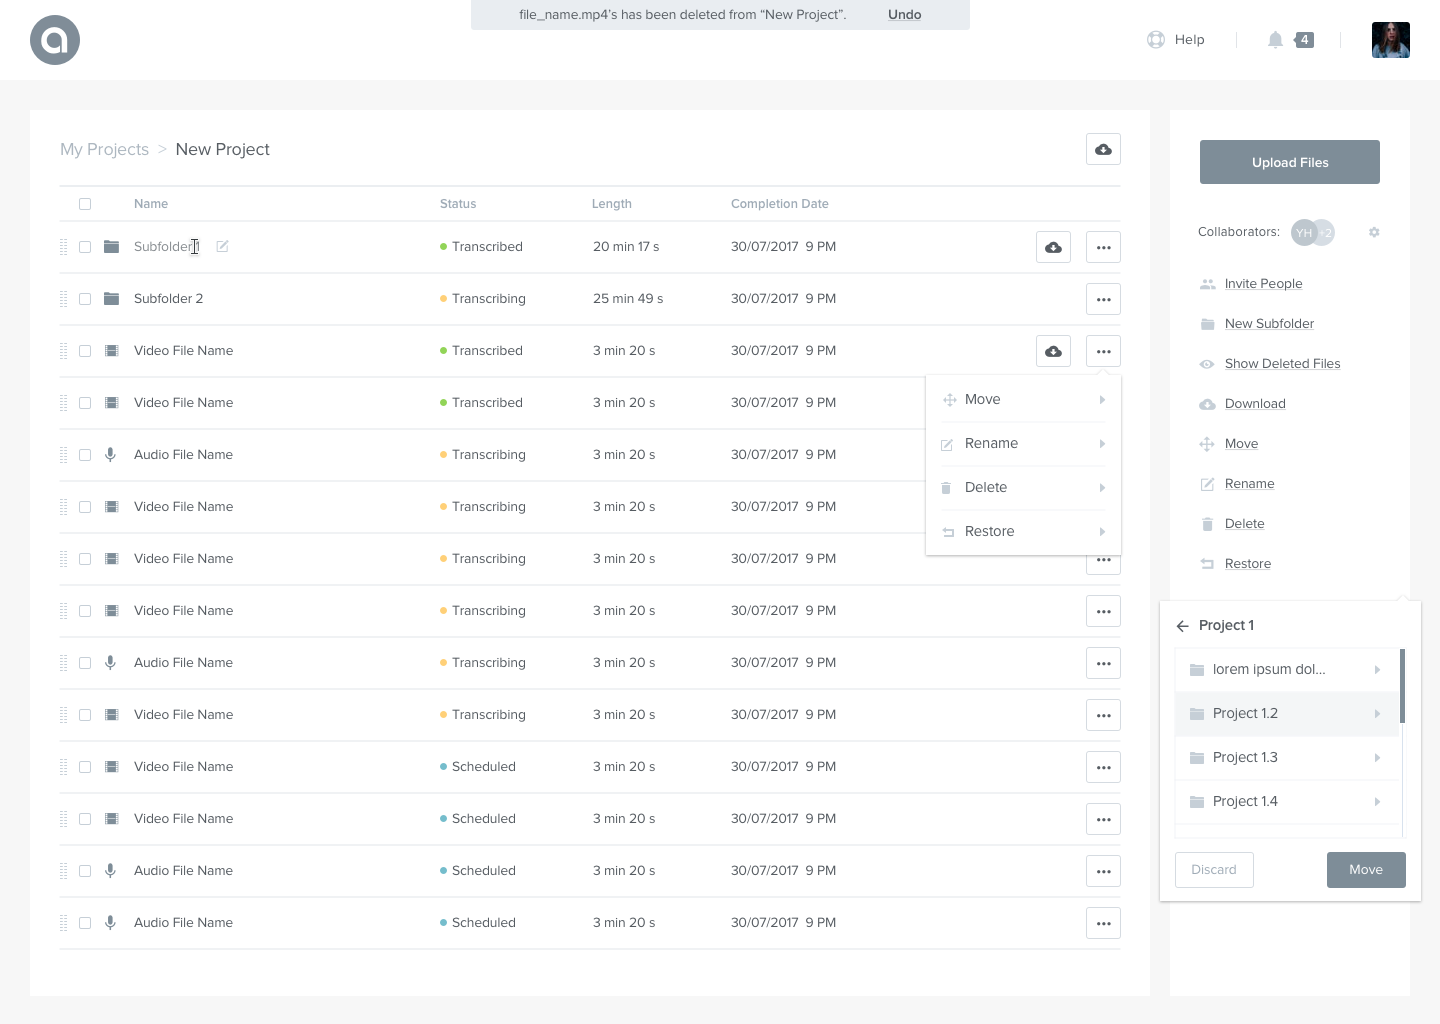 file_name.mp4's has been deleted from “New Project”. Undo
a Help 4
My Projects > New Project
Name Status Length Completion Date
Subfolder 1 Transcribed 20 min 17 s 30/07/2017 9 PM
Subfolder 2 Transcribing 25 min 49 s 30/07/2017 9 PM
Video File Name Transcribed 3 min 20 s 30/07/2017 9 PM
Video File Name Transcribed 3 min 20 s 30/07/2017 9 PM
Audio File Name Transcribing 3 min 20 s 30/07/2017 9 PM
Video File Name Transcribing 3 min 20 s 30/07/2017 9 PM
Video File Name Transcribing 3 min 20 s 30/07/2017 9 PM
Video File Name Transcribing 3 min 20 s 30/07/2017 9 PM
Audio File Name Transcribing 3 min 20 s 30/07/2017 9 PM
Video File Name Transcribing 3 min 20 s 30/07/2017 9 PM
Video File Name Scheduled 3 min 20 s 30/07/2017 9 PM
Video File Name Scheduled 3 min 20 s 30/07/2017 9 PM
Audio File Name Scheduled 3 min 20 s 30/07/2017 9 PM
Audio File Name Scheduled 3 min 20 s 30/07/2017 9 PM
Move
Rename
Delete
Restore
Upload Files
Collaborators: YH +2
Invite People
New Subfolder
Show Deleted Files
Download
Move
Rename
Delete
Restore
Project 1
lorem ipsum dol...
Project 1.2
Project 1.3
Project 1.4
Discard Move